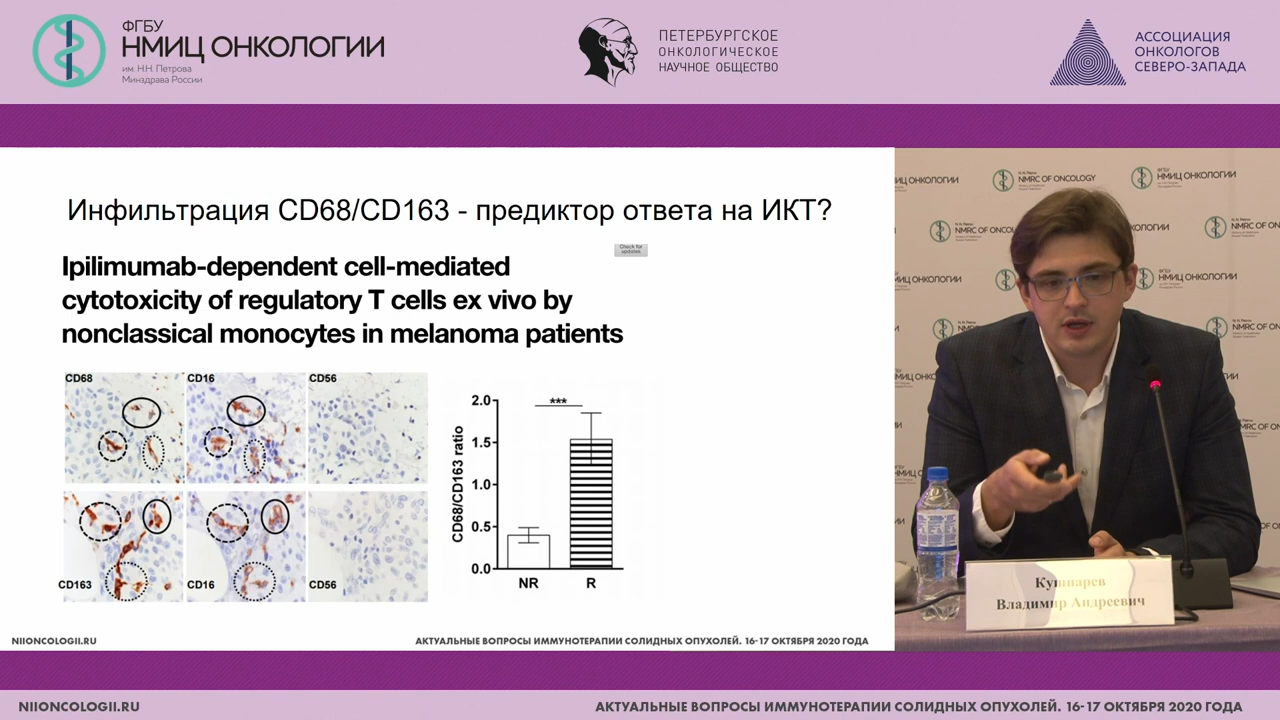 ФГБУ
НМИЦ ОНКОЛОГИИ
им. Н.Н. Петрова
Минздрава России
ПЕТЕРБУРГСКОЕ
ОНКОЛОГИЧЕСКОЕ
НАУЧНОЕ ОБЩЕСТВО
АССОЦИАЦИЯ
ОНКОЛОГОВ
СЕВЕРО-ЗАПАДА
Инфильтрация CD68/CD163 - предиктор ответа на ИКТ?
Check for
updates
Ipilimumab-dependent cell-mediated
cytotoxicity of regulatory T cells ex vivo by
nonclassical monocytes in melanoma patients
CD68
CD16
CD56
CD163
CD16
CD56
CD68/CD163 ratio
2.0
1.5
1.0
0.5
0.0
***
NR
R
NIIONCOLOGII.RU
АКТУАЛЬНЫЕ ВОПРОСЫ ИММУНОТЕРАПИИ СОЛИДНЫХ ОПУХОЛЕЙ. 16-17 ОКТЯБРЯ 2020 ГОДА
NMRC OF ONCOLOGY
ФГБУ
НМИЦ ОНКОЛОГИИ
Кушнарев
Владимир Андреевич
NIIONCOLOGII.RU
АКТУАЛЬНЫЕ ВОПРОСЫ ИММУНОТЕРАПИИ СОЛИДНЫХ ОПУХОЛЕЙ. 16-17 ОКТЯБРЯ 2020 ГОДА